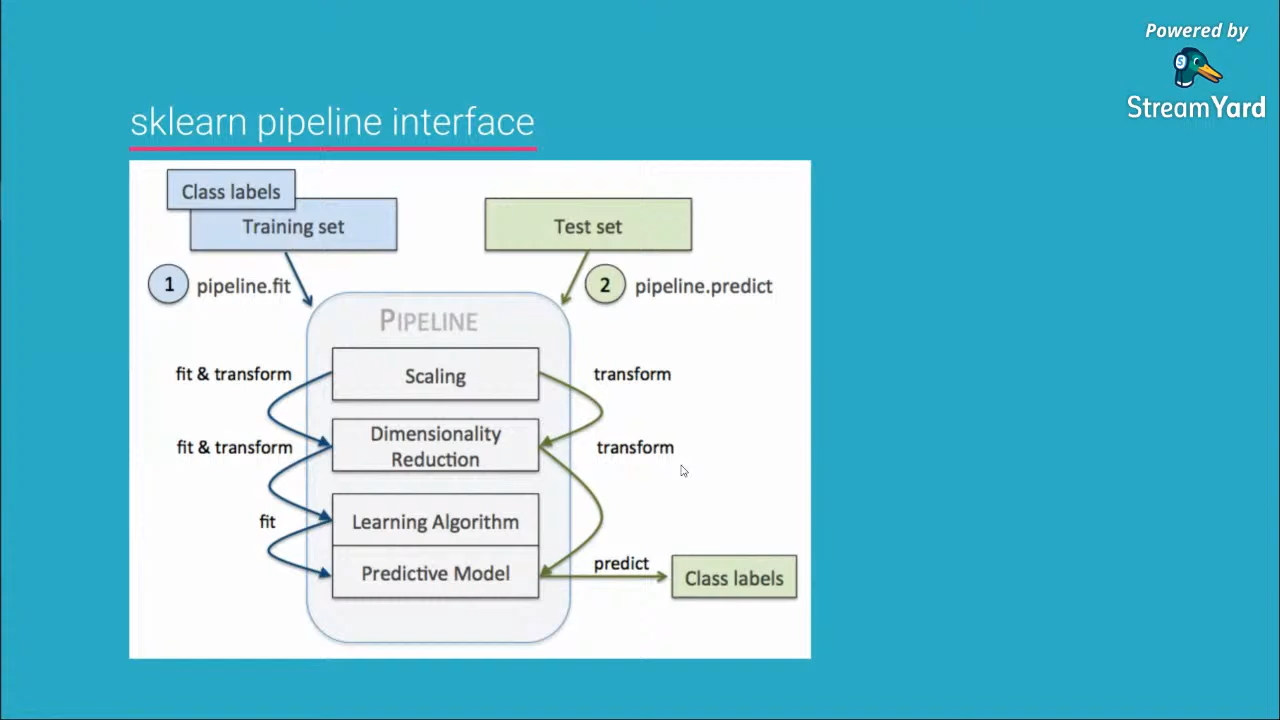 Powered by
StreamYard
sklearn pipeline interface
Class labels
Training set
Test set
1 pipeline.fit
2 pipeline.predict
PIPELINE
fit & transform
Scaling
transform
fit & transform
Dimensionality
Reduction
transform
fit
Learning Algorithm
Predictive Model
predict
Class labels